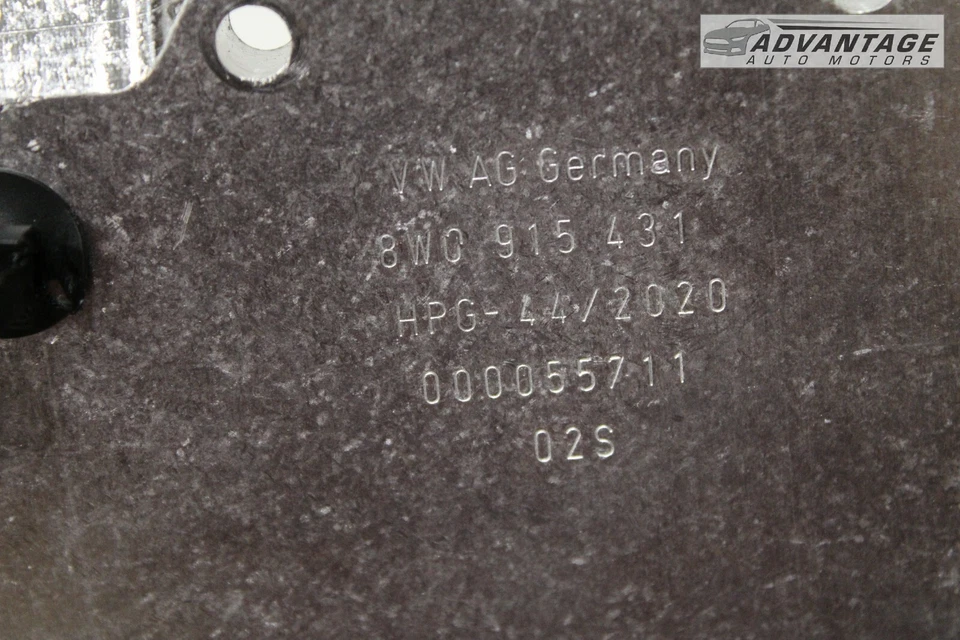 ADVANTAGE
AUTO MOTORS
VW AG Germany
8W0 915 431
HPG-44/2020
000055711
02S